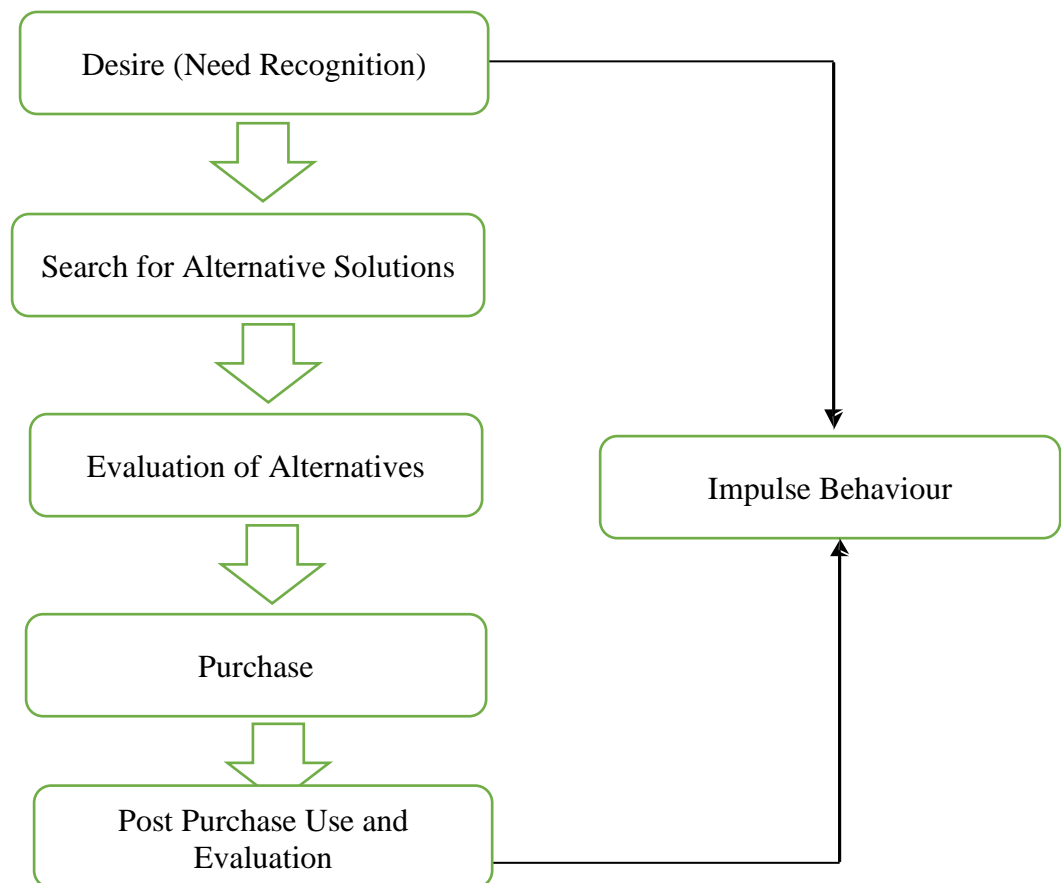 Desire (Need Recognition)
Search for Alternative Solutions
Evaluation of Alternatives
Impulse Behaviour
Purchase
Post Purchase Use and
Evaluation